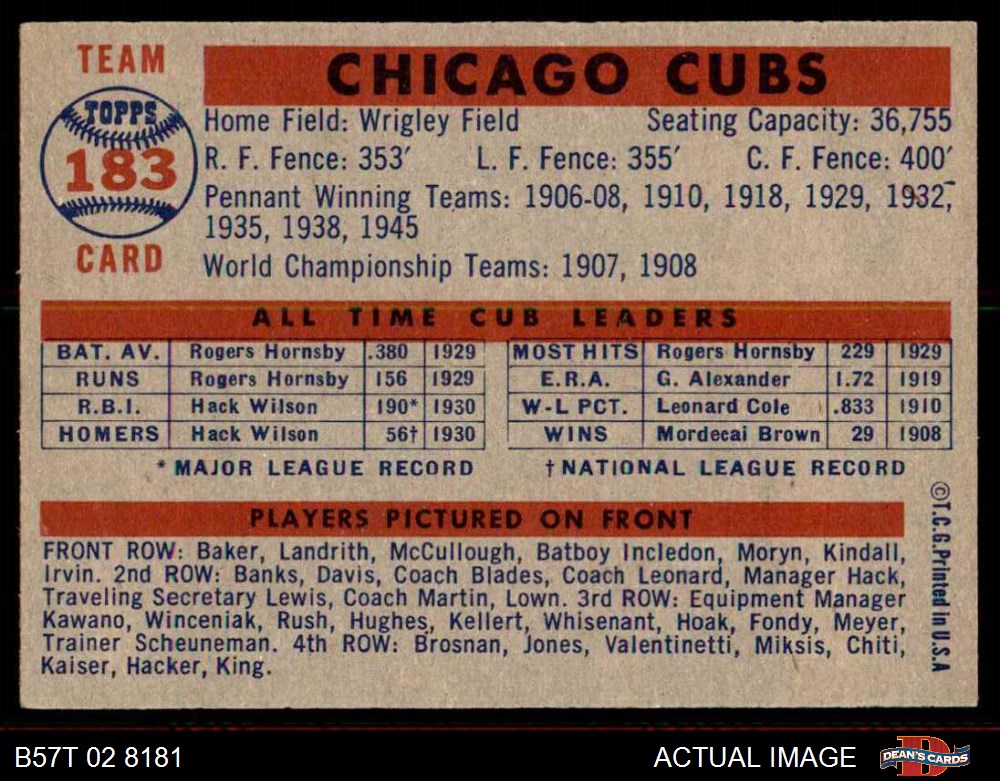 TEAM
TOPPS
183
CARD
CHICAGO CUBS
Home Field: Wrigley Field Seating Capacity: 36,755
R. F. Fence: 353′ L. F. Fence: 355′ C. F. Fence: 400′
Pennant Winning Teams: 1906-08, 1910, 1918, 1929, 1932,
1935, 1938, 1945
World Championship Teams: 1907, 1908
ALL TIME CUB LEADERS
BAT. AV. Rogers Hornsby .380 1929 MOST HITS Rogers Hornsby 229 1929
RUNS Rogers Hornsby 156 1929 E.R.A. G. Alexander 1.72 1919
R.B.I. Hack Wilson 190* 1930 W-L PCT. Leonard Cole .833 1910
HOMERS Hack Wilson 56† 1930 WINS Mordecai Brown 29 1908
* MAJOR LEAGUE RECORD † NATIONAL LEAGUE RECORD
PLAYERS PICTURED ON FRONT
FRONT ROW: Baker, Landrith, McCullough, Batboy Incledon, Moryn, Kindall,
Irvin. 2nd ROW: Banks, Davis, Coach Blades, Coach Leonard, Manager Hack,
Traveling Secretary Lewis, Coach Martin, Lown. 3rd ROW: Equipment Manager
Kawano, Winceniak, Rush, Hughes, Kellert, Whisenant, Hoak, Fondy, Meyer,
Trainer Scheuneman. 4th ROW: Brosnan, Jones, Valentinetti, Miksis, Chiti,
Kaiser, Hacker, King.
©T.C.G. Printed In U.S.A
B57T 02 8181 ACTUAL IMAGE
D
DEAN'S CARDS